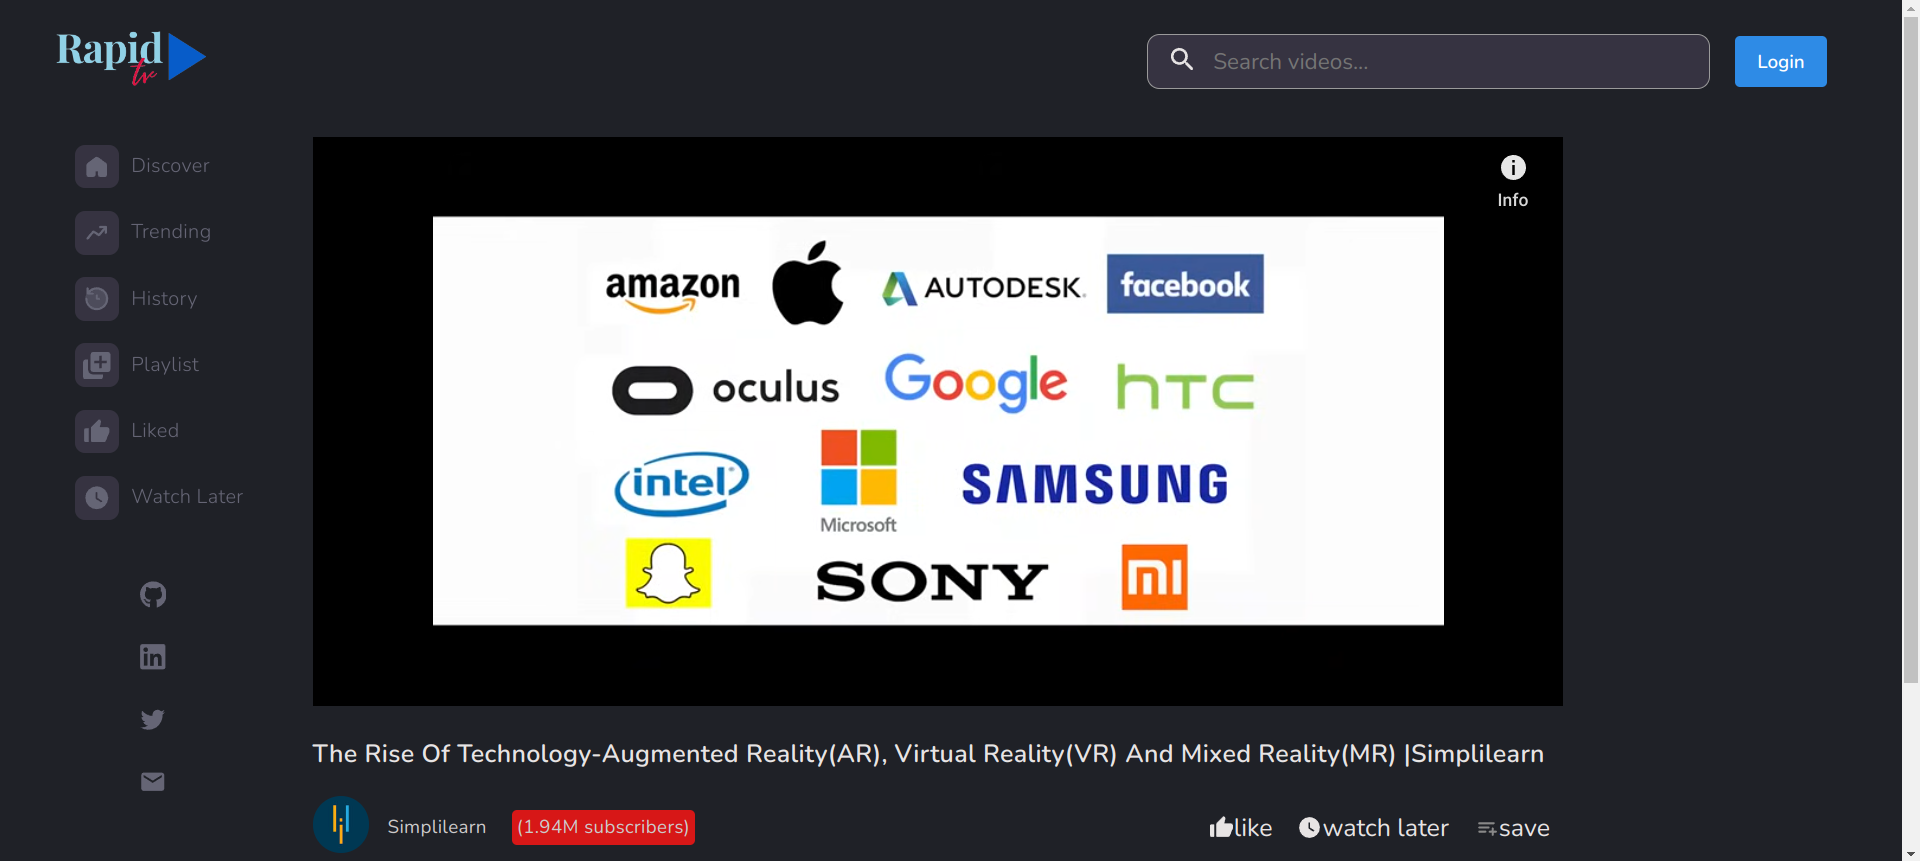 Rapid
tv
Search videos...
Login
Discover
Trending
History
Playlist
Liked
Watch Later
Info
amazon
AUTODESK.
facebook
oculus
Google
hTC
intel
Microsoft
SAMSUNG
SONY
mi
The Rise Of Technology-Augmented Reality(AR), Virtual Reality(VR) And Mixed Reality(MR) |Simplilearn
Simplilearn
(1.94M subscribers)
like
watch later
save